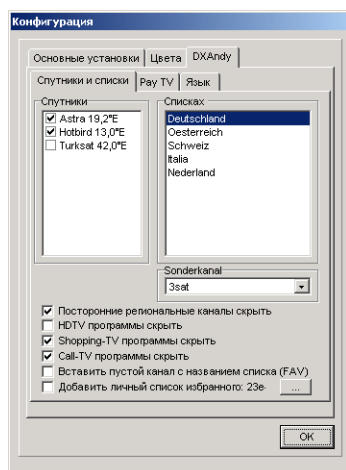 Конфигурация
Основные установки Цвета DXAndy
Спутники и списки Pay TV Язык
Спутники
Astra 19,2°E
Hotbird 13,0°E
Turksat 42,0°E
Списках
Deutschland
Oesterreich
Schweiz
Italia
Nederland
Sonderkanal
3sat
Посторонние региональные каналы скрыть
HDTV программы скрыть
Shopping-TV программы скрыть
Call-TV программы скрыть
Вставить пустой канал с названием списка (FAV)
Добавить личный список избранного: 23e- ...
OK